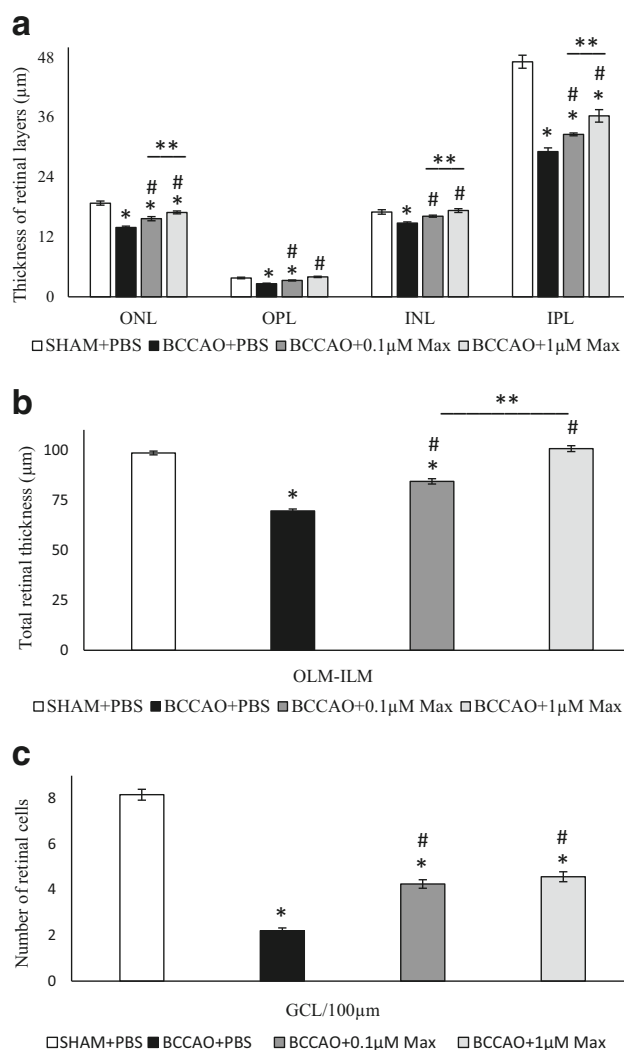 a
Thickness of retinal layers (µm)
48
36
24
12
0
* # * # * **
* # * #
* # # **
* # * # * **
ONL OPL INL IPL
□SHAM+PBS ■BCCAO+PBS ■BCCAO+0.1µM Max □BCCAO+1µM Max
b
Total retinal thickness (µm)
100
75
50
25
0
* # * # **
OLM-ILM
□SHAM+PBS ■BCCAO+PBS ■BCCAO+0.1µM Max □BCCAO+1µM Max
c
Number of retinal cells
8
6
4
2
0
* # * # *
GCL/100µm
□SHAM+PBS ■BCCAO+PBS ■BCCAO+0.1µM Max □BCCAO+1µM Max